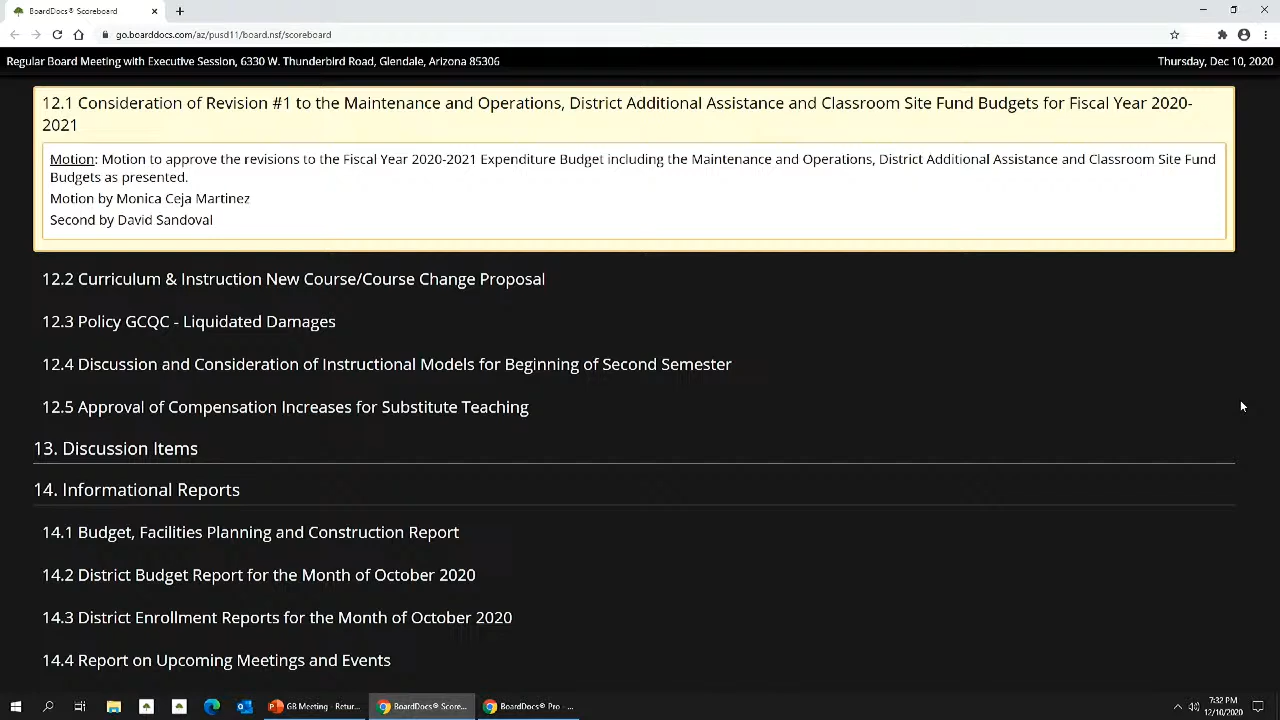 BoardDocs® Scoreboard
go.boarddocs.com/az/pusd11/board.nsf/scoreboard
Regular Board Meeting with Executive Session, 6330 W. Thunderbird Road, Glendale, Arizona 85306
Thursday, Dec 10, 2020
12.1 Consideration of Revision #1 to the Maintenance and Operations, District Additional Assistance and Classroom Site Fund Budgets for Fiscal Year 2020-
2021
Motion: Motion to approve the revisions to the Fiscal Year 2020-2021 Expenditure Budget including the Maintenance and Operations, District Additional Assistance and Classroom Site Fund
Budgets as presented.
Motion by Monica Ceja Martinez
Second by David Sandoval
12.2 Curriculum & Instruction New Course/Course Change Proposal
12.3 Policy GCQC - Liquidated Damages
12.4 Discussion and Consideration of Instructional Models for Beginning of Second Semester
12.5 Approval of Compensation Increases for Substitute Teaching
13. Discussion Items
14. Informational Reports
14.1 Budget, Facilities Planning and Construction Report
14.2 District Budget Report for the Month of October 2020
14.3 District Enrollment Reports for the Month of October 2020
14.4 Report on Upcoming Meetings and Events
GB Meeting - Retur...
BoardDocs® Score...
BoardDocs® Pro - ...
7:32 PM
12/10/2020